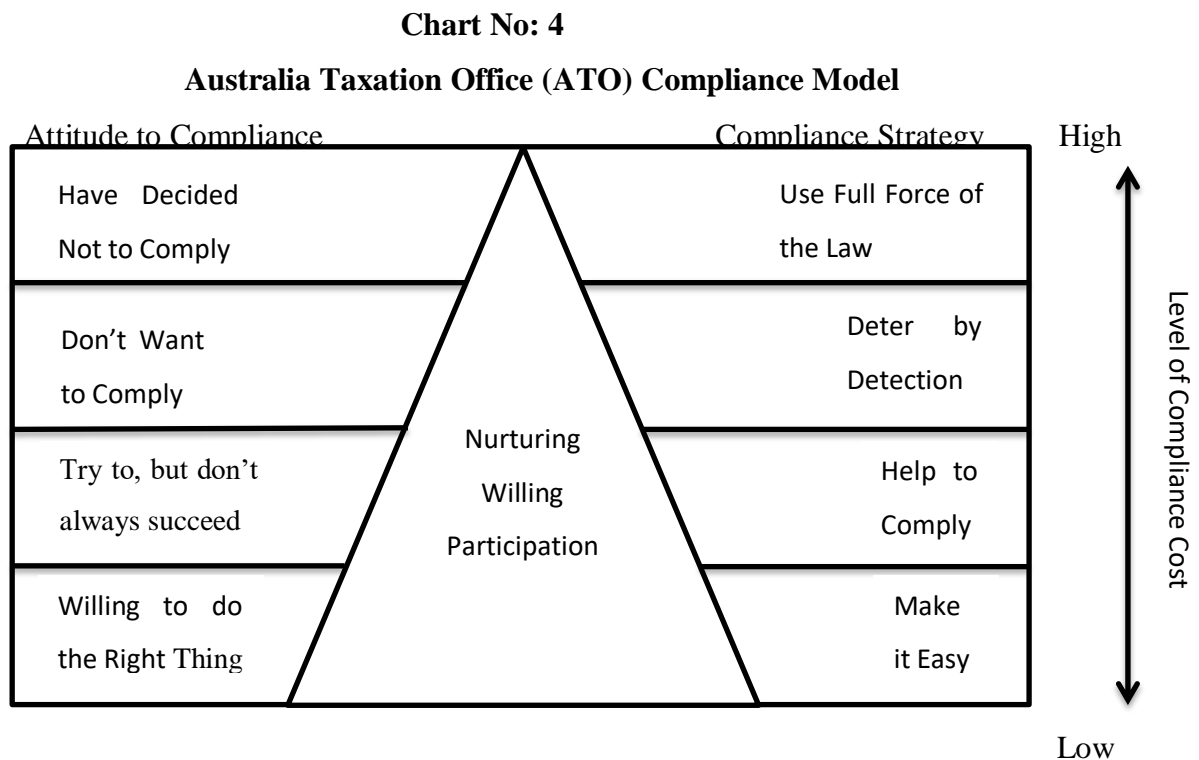 Chart No: 4
Australia Taxation Office (ATO) Compliance Model
Attitude to Compliance
Compliance Strategy
High
Have Decided
Not to Comply
Use Full Force of
the Law
Don’t Want
to Comply
Deter by
Detection
Nurturing
Willing
Participation
Try to, but don’t
always succeed
Help to
Comply
Willing to do
the Right Thing
Make
it Easy
Level of Compliance Cost
Low